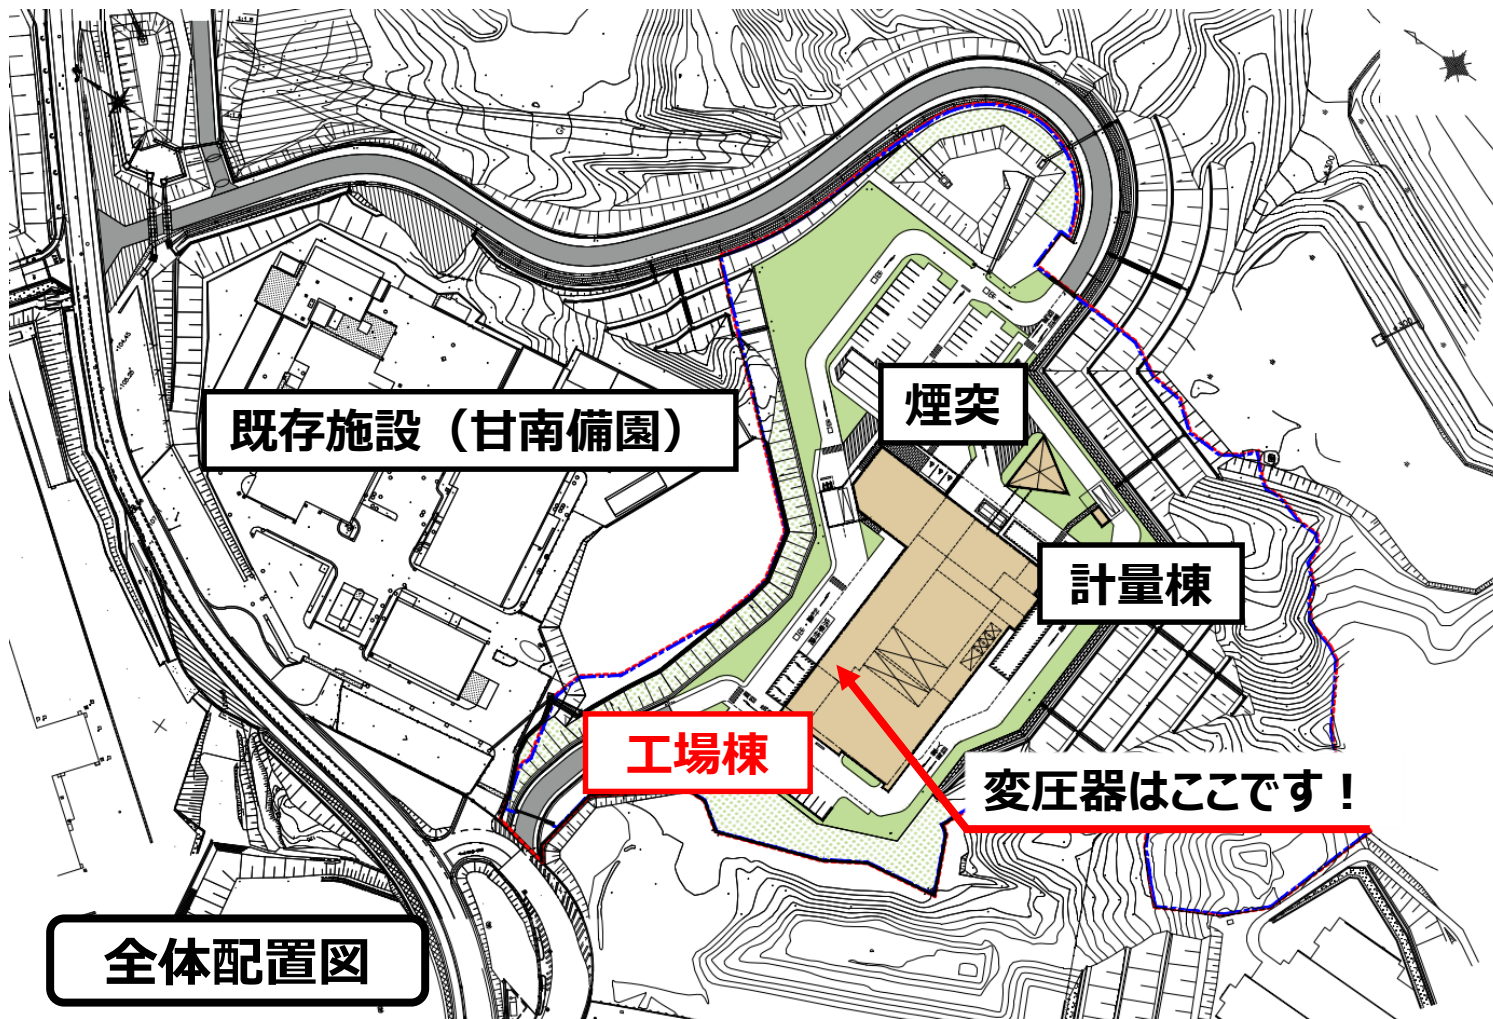 煙突
既存施設（甘南備園）
計量棟
工場棟
変圧器はここです！
全体配置図